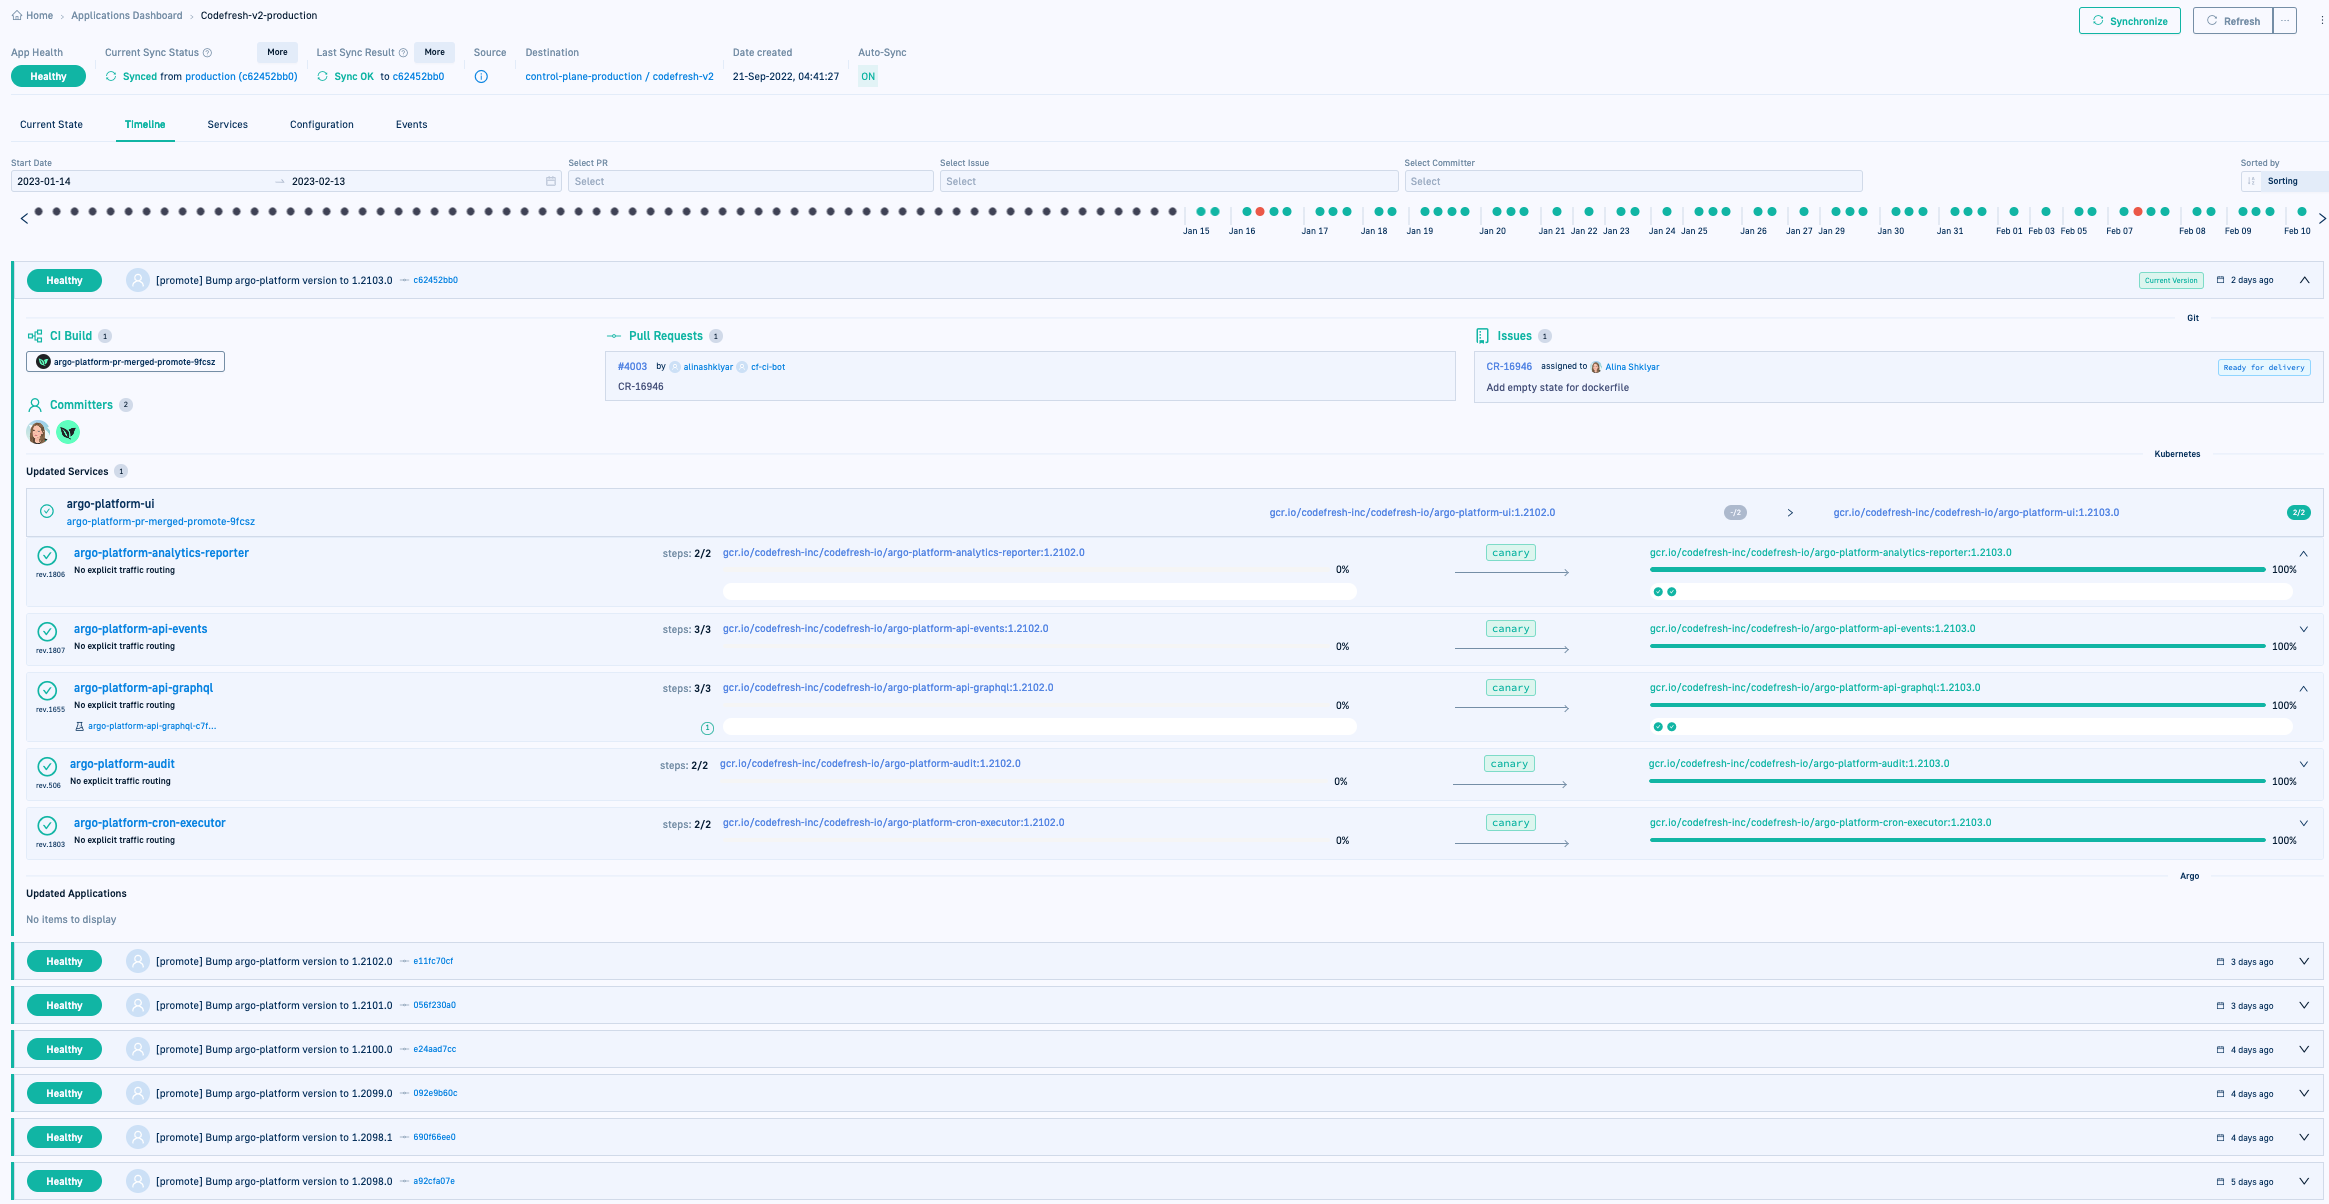 Home › Applications Dashboard › Codefresh-v2-production
Synchronize Refresh ...
App Health Current Sync Status More Last Sync Result More Source Destination Date created Auto-Sync
Healthy Synced from production (c62452bb0) Sync OK to c62452bb0 control-plane-production / codefresh-v2 21-Sep-2022, 04:41:27 ON
Current State Timeline Services Configuration Events
Start Date Select PR Select Issue Select Committer Sorted by
2023-01-14 → 2023-02-13 Select Select Select Sorting
Jan 15 Jan 16 Jan 17 Jan 18 Jan 19 Jan 20 Jan 21 Jan 22 Jan 23 Jan 24 Jan 25 Jan 26 Jan 27 Jan 29 Jan 30 Jan 31 Feb 01 Feb 03 Feb 05 Feb 07 Feb 08 Feb 09 Feb 10
Healthy [promote] Bump argo-platform version to 1.2103.0 c62452bb0 Current Version 2 days ago
Git
CI Build 1 Pull Requests 1 Issues 1
argo-platform-pr-merged-promote-9fcsz
#4003 by alinashklyar cf-ci-bot
CR-16946
CR-16946 assigned to Alina Shklyar Ready for delivery
Add empty state for dockerfile
Committers 2
Kubernetes
Updated Services 1
argo-platform-ui
argo-platform-pr-merged-promote-9fcsz
gcr.io/codefresh-inc/codefresh-io/argo-platform-ui:1.2102.0 -/2 > gcr.io/codefresh-inc/codefresh-io/argo-platform-ui:1.2103.0 2/2
argo-platform-analytics-reporter steps: 2/2 gcr.io/codefresh-inc/codefresh-io/argo-platform-analytics-reporter:1.2102.0 canary gcr.io/codefresh-inc/codefresh-io/argo-platform-analytics-reporter:1.2103.0
rev.1806 No explicit traffic routing 0% 100%
argo-platform-api-events steps: 3/3 gcr.io/codefresh-inc/codefresh-io/argo-platform-api-events:1.2102.0 canary gcr.io/codefresh-inc/codefresh-io/argo-platform-api-events:1.2103.0
rev.1807 No explicit traffic routing 0% 100%
argo-platform-api-graphql steps: 3/3 gcr.io/codefresh-inc/codefresh-io/argo-platform-api-graphql:1.2102.0 canary gcr.io/codefresh-inc/codefresh-io/argo-platform-api-graphql:1.2103.0
rev.1655 No explicit traffic routing 0% 100%
argo-platform-api-graphql-c7f... 1
argo-platform-audit steps: 2/2 gcr.io/codefresh-inc/codefresh-io/argo-platform-audit:1.2102.0 canary gcr.io/codefresh-inc/codefresh-io/argo-platform-audit:1.2103.0
rev.506 No explicit traffic routing 0% 100%
argo-platform-cron-executor steps: 2/2 gcr.io/codefresh-inc/codefresh-io/argo-platform-cron-executor:1.2102.0 canary gcr.io/codefresh-inc/codefresh-io/argo-platform-cron-executor:1.2103.0
rev.1803 No explicit traffic routing 0% 100%
Argo
Updated Applications
No items to display
Healthy [promote] Bump argo-platform version to 1.2102.0 e11fc70cf 3 days ago
Healthy [promote] Bump argo-platform version to 1.2101.0 056f230a0 3 days ago
Healthy [promote] Bump argo-platform version to 1.2100.0 e24aad7cc 4 days ago
Healthy [promote] Bump argo-platform version to 1.2099.0 092e9b60c 4 days ago
Healthy [promote] Bump argo-platform version to 1.2098.1 690f66ee0 4 days ago
Healthy [promote] Bump argo-platform version to 1.2098.0 a92cfa07e 5 days ago